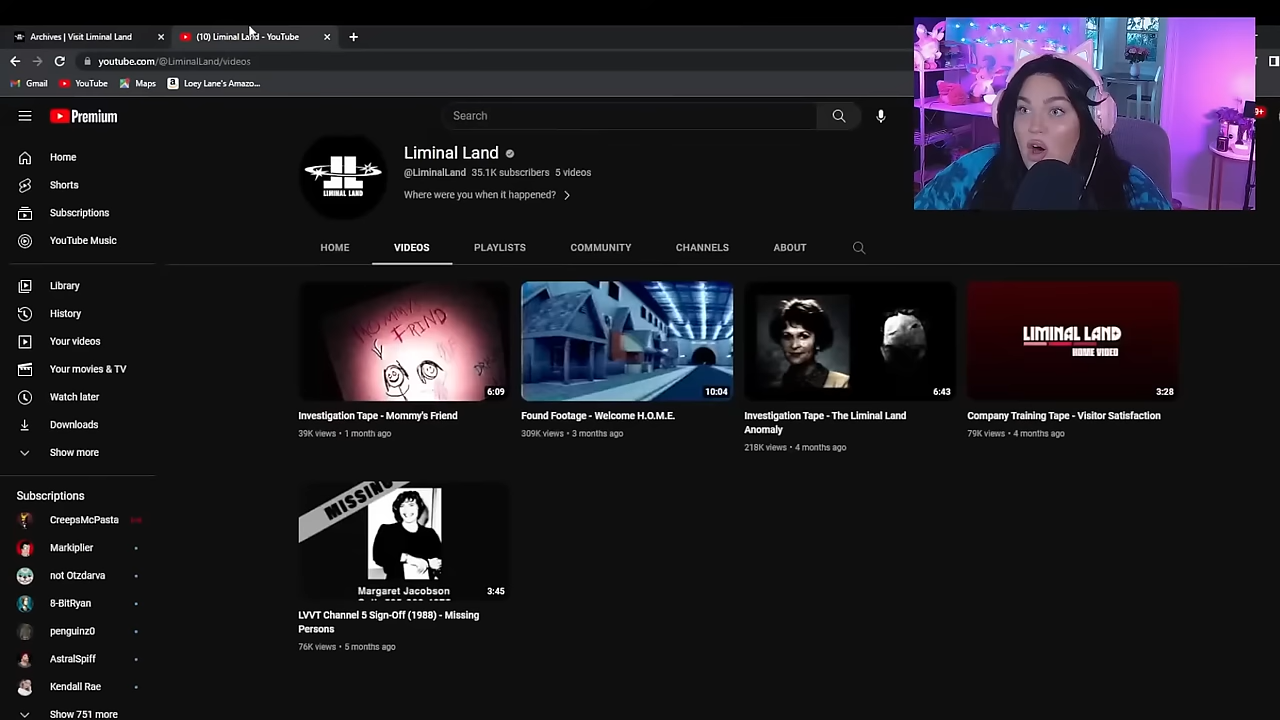 Archives | Visit Liminal Land
(10) Liminal Land - YouTube
youtube.com/@LiminalLand/videos
Gmail YouTube Maps Loey Lane's Amazo...
Premium
Search
9+
Liminal Land
@LiminalLand 35.1K subscribers 5 videos
Where were you when it happened?
HOME VIDEOS PLAYLISTS COMMUNITY CHANNELS ABOUT
Home
Shorts
Subscriptions
YouTube Music
Library
History
Your videos
Your movies & TV
Watch later
Downloads
Show more
Subscriptions
CreepsMcPasta
Markiplier
not Otzdarva
8-BitRyan
penguinz0
AstralSpiff
Kendall Rae
Show 751 more
LIMINAL LAND
MOMMY
FRIND
6:09
Investigation Tape - Mommy's Friend
39K views • 1 month ago
10:04
Found Footage - Welcome H.O.M.E.
309K views • 3 months ago
6:43
Investigation Tape - The Liminal Land
Anomaly
218K views • 4 months ago
LIMINAL LAND
HOME VIDEO
3:28
Company Training Tape - Visitor Satisfaction
79K views • 4 months ago
MISSING
Margaret Jacobson
3:45
LVVT Channel 5 Sign-Off (1988) - Missing
Persons
76K views • 5 months ago